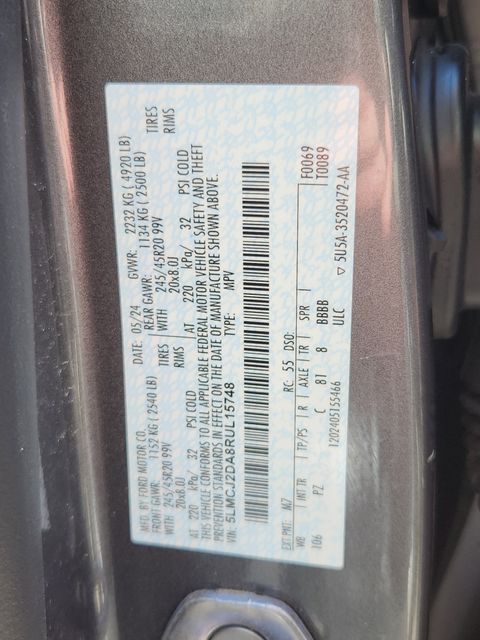 MFD. BY FORD MOTOR CO.
DATE: 05/24 GVWR: 2232 KG ( 4920 LB)
FRONT GAWR: 1152 KG ( 2540 LB) REAR GAWR: 1134 KG ( 2500 LB)
WITH 245/45R20 99V TIRES WITH 245/45R20 99V TIRES
20x8.0J RIMS 20x8.0J RIMS
AT 220 kPa/ 32 PSI COLD AT 220 kPa/ 32 PSI COLD
THIS VEHICLE CONFORMS TO ALL APPLICABLE FEDERAL MOTOR VEHICLE SAFETY AND THEFT
PREVENTION STANDARDS IN EFFECT ON THE DATE OF MANUFACTURE SHOWN ABOVE.
VIN: 5LMCJ2DA8RUL15748 TYPE: MPV
EXT PNT: M7 RC: 55 DSO: F0069
T0089
WB | INT TR | TP/PS | R | AXLE | TR | SPR
106 PZ C 81 8 BBBB
1202405155466 ULC
▽ 5U5A-3520472-AA